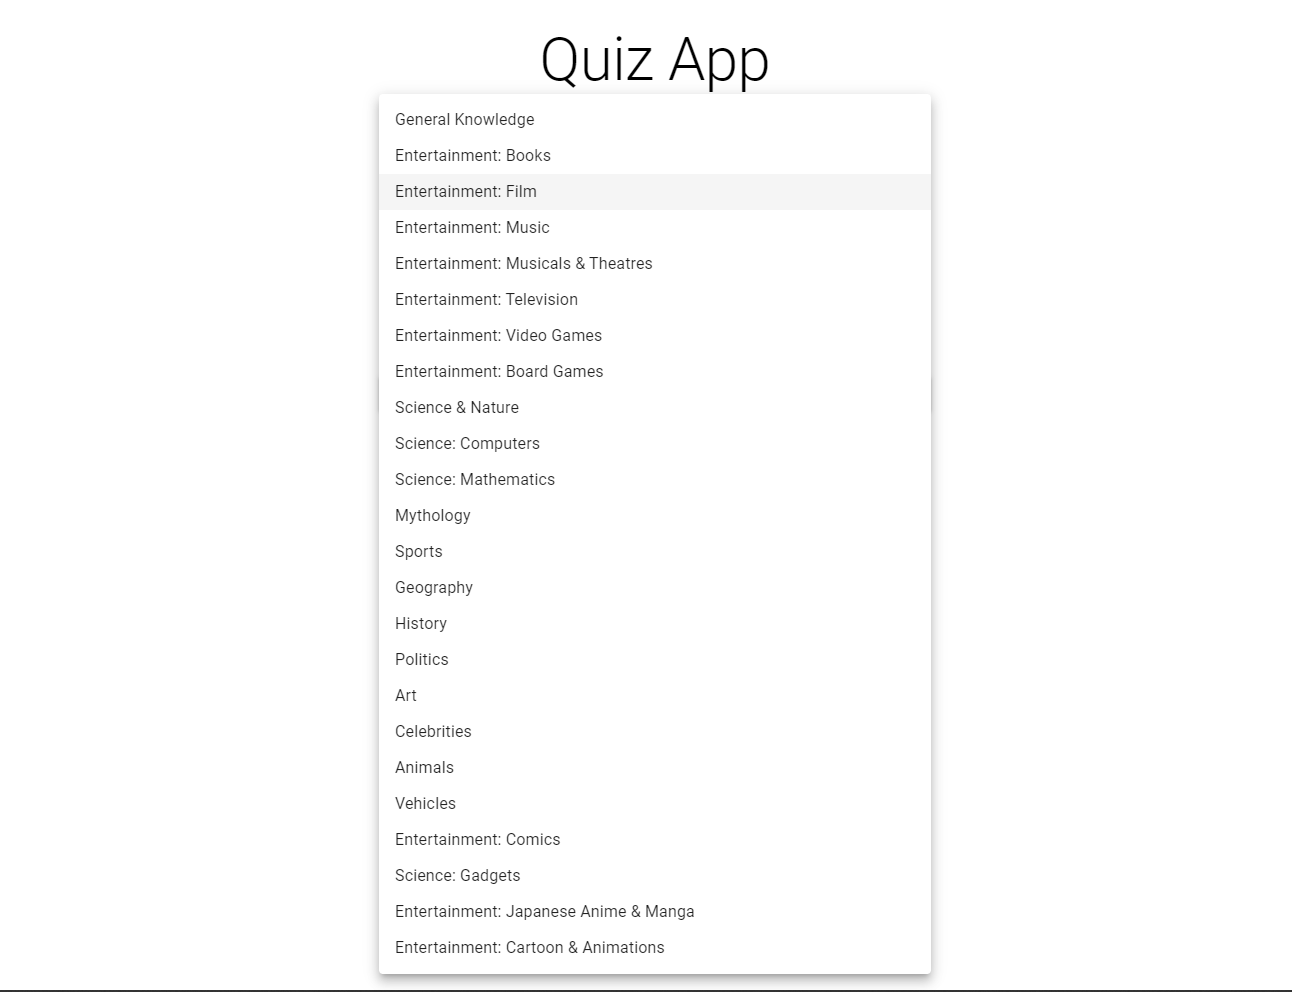 Quiz App
General Knowledge
Entertainment: Books
Entertainment: Film
Entertainment: Music
Entertainment: Musicals & Theatres
Entertainment: Television
Entertainment: Video Games
Entertainment: Board Games
Science & Nature
Science: Computers
Science: Mathematics
Mythology
Sports
Geography
History
Politics
Art
Celebrities
Animals
Vehicles
Entertainment: Comics
Science: Gadgets
Entertainment: Japanese Anime & Manga
Entertainment: Cartoon & Animations